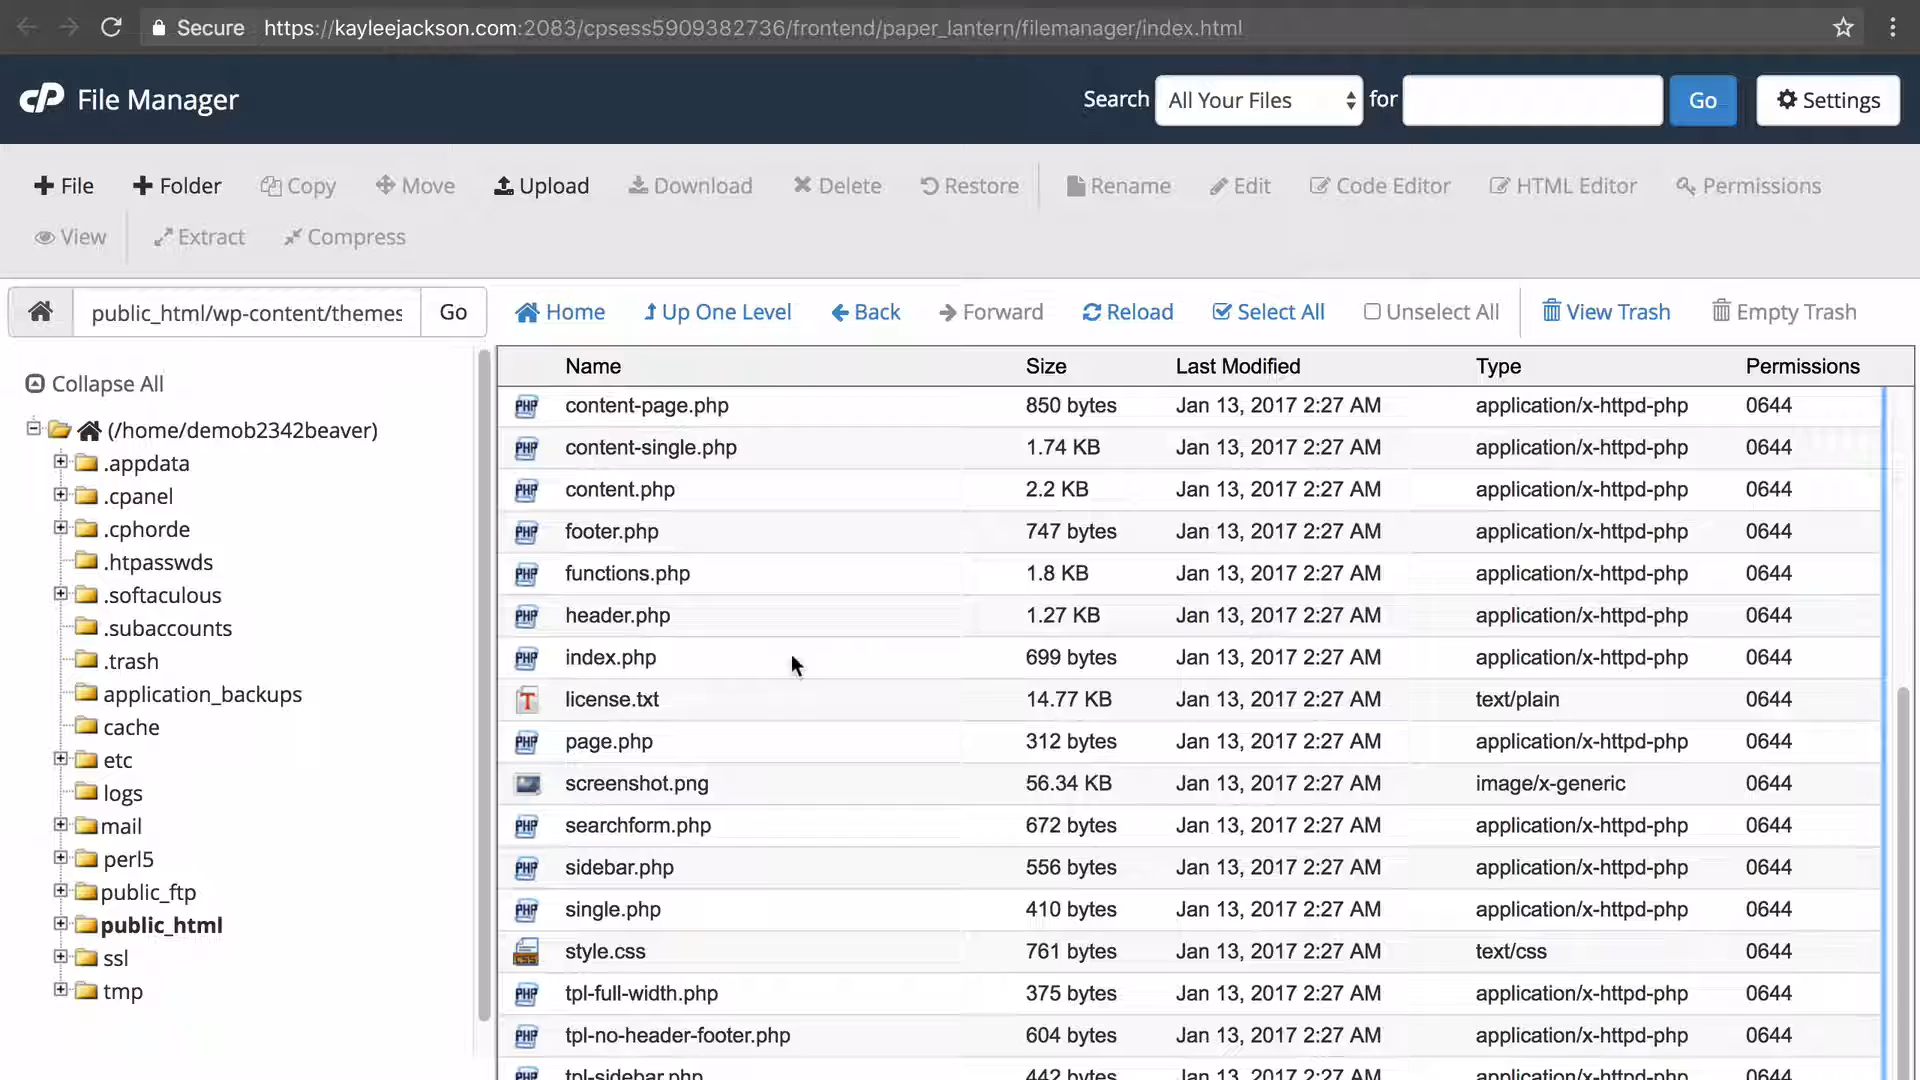 Secure https://kayleejackson.com:2083/cpsess5909382736/frontend/paper_lantern/filemanager/index.html
cP File Manager Search All Your Files for Go Settings
File Folder Copy Move Upload Download Delete Restore Rename Edit Code Editor HTML Editor Permissions
View Extract Compress
public_html/wp-content/themes Go Home Up One Level Back Forward Reload Select All Unselect All View Trash Empty Trash
Collapse All
(/home/demob2342beaver)
.appdata
.cpanel
.cphorde
.htpasswds
.softaculous
.subaccounts
.trash
application_backups
cache
etc
logs
mail
perl5
public_ftp
public_html
ssl
tmp
Name Size Last Modified Type Permissions
content-page.php 850 bytes Jan 13, 2017 2:27 AM application/x-httpd-php 0644
content-single.php 1.74 KB Jan 13, 2017 2:27 AM application/x-httpd-php 0644
content.php 2.2 KB Jan 13, 2017 2:27 AM application/x-httpd-php 0644
footer.php 747 bytes Jan 13, 2017 2:27 AM application/x-httpd-php 0644
functions.php 1.8 KB Jan 13, 2017 2:27 AM application/x-httpd-php 0644
header.php 1.27 KB Jan 13, 2017 2:27 AM application/x-httpd-php 0644
index.php 699 bytes Jan 13, 2017 2:27 AM application/x-httpd-php 0644
license.txt 14.77 KB Jan 13, 2017 2:27 AM text/plain 0644
page.php 312 bytes Jan 13, 2017 2:27 AM application/x-httpd-php 0644
screenshot.png 56.34 KB Jan 13, 2017 2:27 AM image/x-generic 0644
searchform.php 672 bytes Jan 13, 2017 2:27 AM application/x-httpd-php 0644
sidebar.php 556 bytes Jan 13, 2017 2:27 AM application/x-httpd-php 0644
single.php 410 bytes Jan 13, 2017 2:27 AM application/x-httpd-php 0644
style.css 761 bytes Jan 13, 2017 2:27 AM text/css 0644
tpl-full-width.php 375 bytes Jan 13, 2017 2:27 AM application/x-httpd-php 0644
tpl-no-header-footer.php 604 bytes Jan 13, 2017 2:27 AM application/x-httpd-php 0644
tpl-sidebar.php 442 bytes Jan 13, 2017 2:27 AM application/x-httpd-php 0644